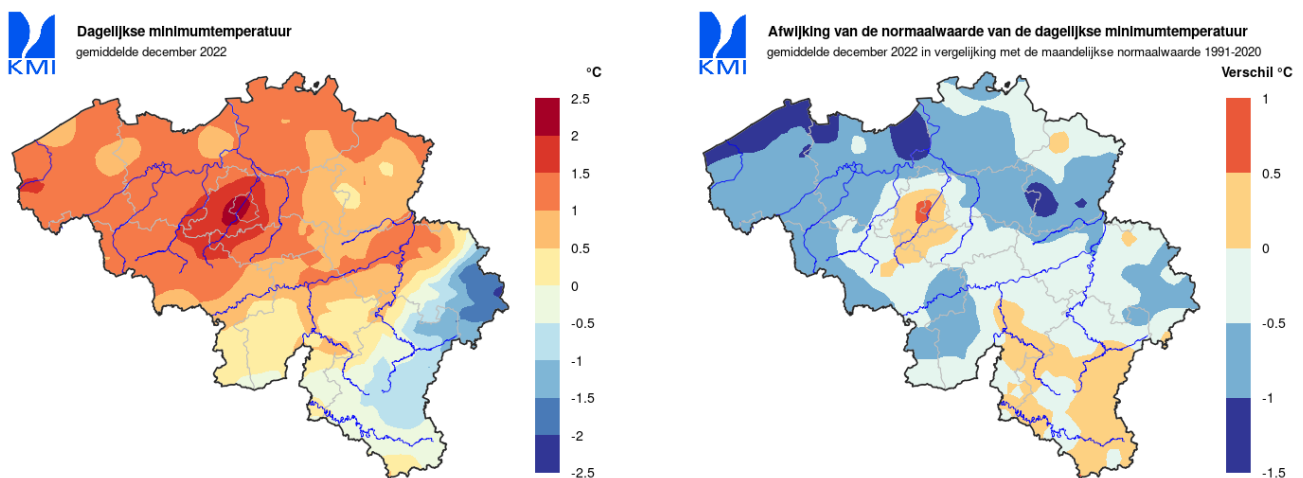 KMI
Dagelijkse minimumtemperatuur
gemiddelde december 2022
°C
2.5
2
1.5
1
0.5
0
-0.5
-1
-1.5
-2
-2.5
KMI
Afwijking van de normaalwaarde van de dagelijkse minimumtemperatuur
gemiddelde december 2022 in vergelijking met de maandelijkse normaalwaarde 1991-2020
Verschil °C
1
0.5
0
-0.5
-1
-1.5